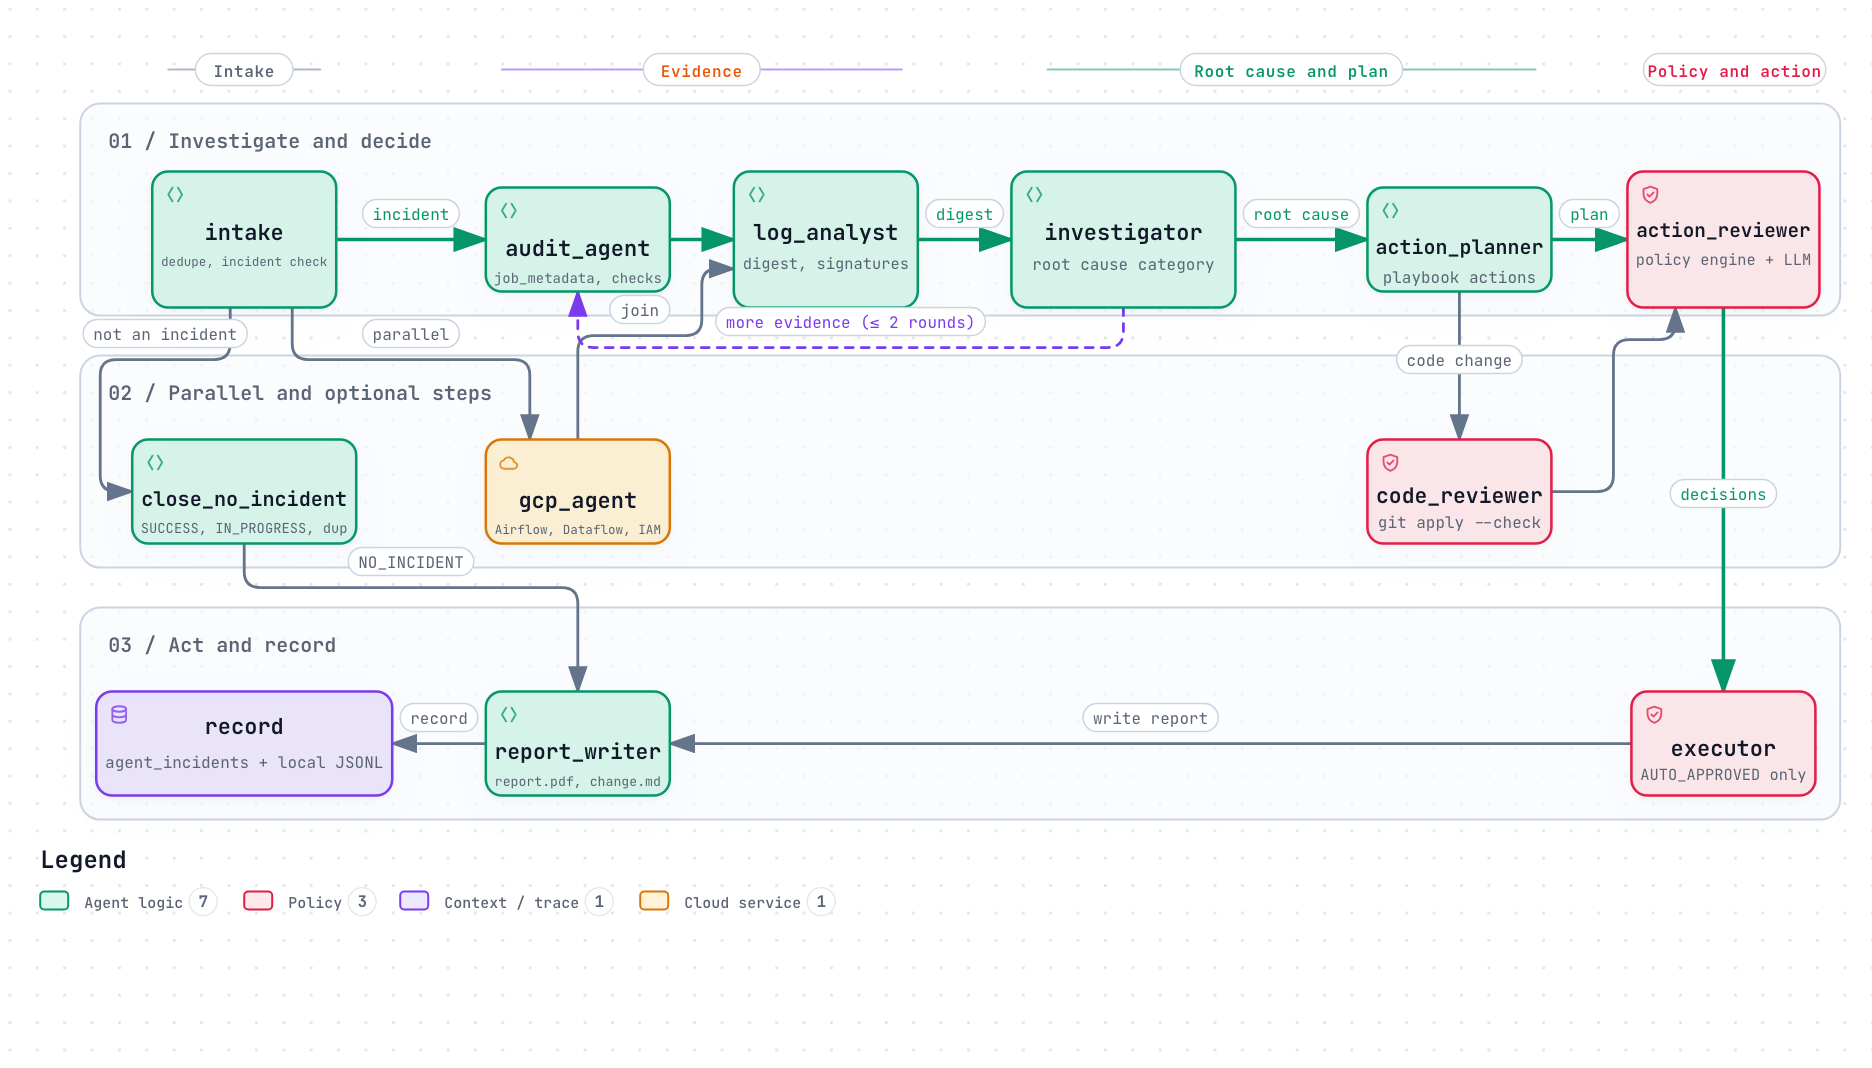 Intake
Evidence
Root cause and plan
Policy and action
01 / Investigate and decide
intake
dedupe, incident check
incident
audit_agent
job_metadata, checks
log_analyst
digest, signatures
digest
investigator
root cause category
root cause
action_planner
playbook actions
plan
action_reviewer
policy engine + LLM
not an incident
parallel
join
more evidence (≤ 2 rounds)
code change
02 / Parallel and optional steps
close_no_incident
SUCCESS, IN_PROGRESS, dup
gcp_agent
Airflow, Dataflow, IAM
code_reviewer
git apply --check
decisions
NO_INCIDENT
03 / Act and record
record
agent_incidents + local JSONL
record
report_writer
report.pdf, change.md
write report
executor
AUTO_APPROVED only
Legend
Agent logic 7
Policy 3
Context / trace 1
Cloud service 1